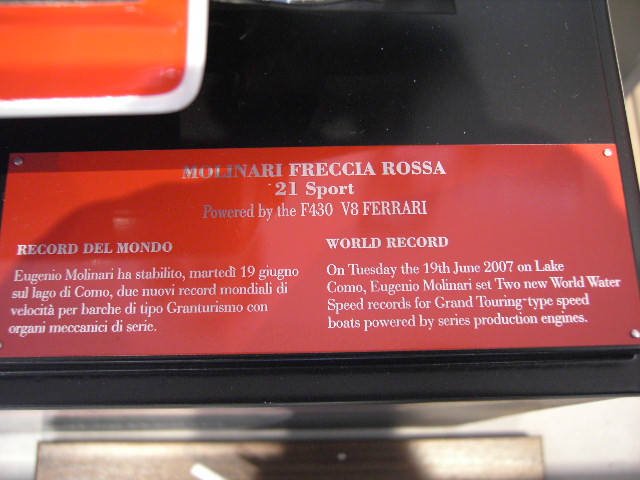 MOLINARI FRECCIA ROSSA
21 Sport
Powered by the F430 V8 FERRARI
RECORD DEL MONDO
Eugenio Molinari ha stabilito, martedì 19 giugno
sul lago di Como, due nuovi record mondiali di
velocità per barche di tipo Granturismo con
organi meccanici di serie.
WORLD RECORD
On Tuesday the 19th June 2007 on Lake
Como, Eugenio Molinari set Two new World Water
Speed records for Grand Touring-type speed
boats powered by series production engines.